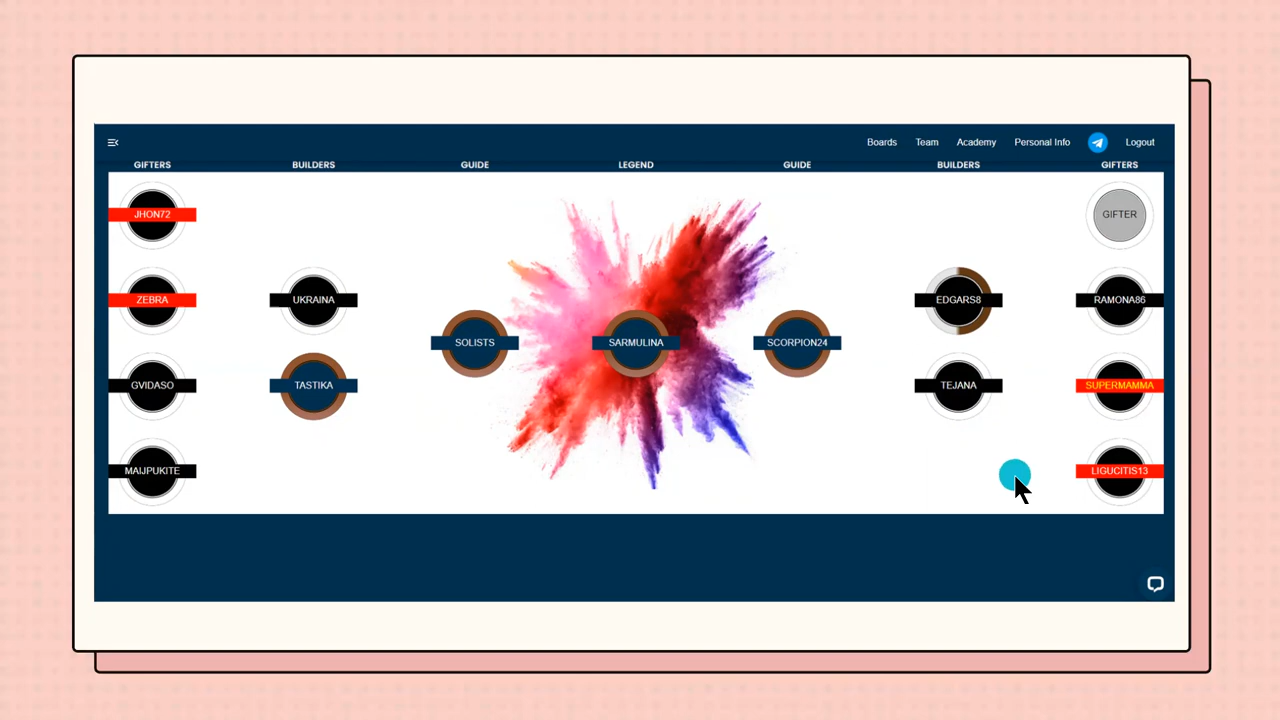 Boards Team Academy Personal Info Logout
GIFTERS BUILDERS GUIDE LEGEND GUIDE BUILDERS GIFTERS
JHON72 GIFTER
ZEBRA UKRAINA EDGARS8 RAMONA86
SOLISTS SARMULINA SCORPION24
GVIDASO TASTIKA TEJANA SUPERMAMMA
MAIJPUKITE LIGUCITIS13